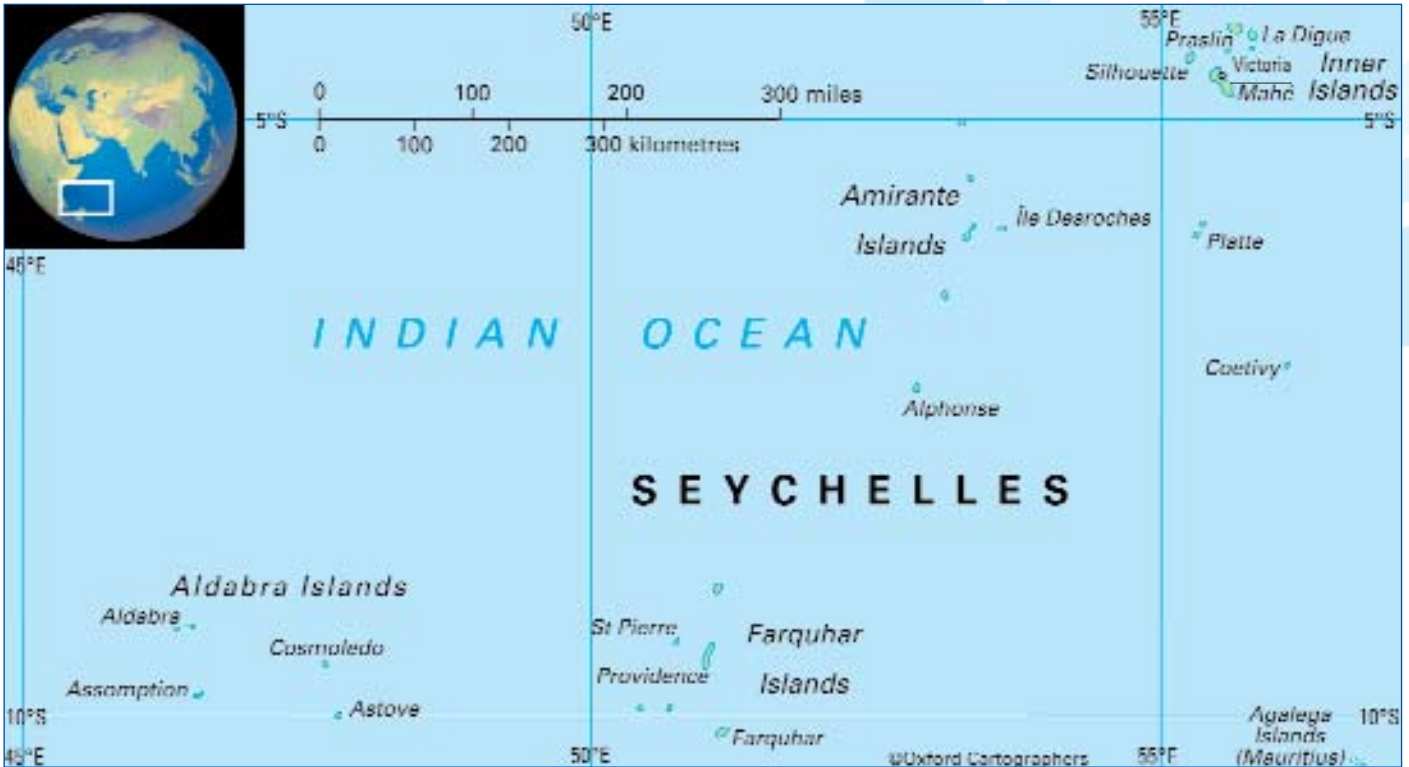 50°E
55°E
Praslin
La Digue
Silhouette
Victoria
Inner
Mahé
Islands
0 100 200 300 miles
5°S
5°S
0 100 200 300 kilometres
Amirante
Islands
Île Desroches
Platte
45°E
INDIAN OCEAN
Coetivy
Alphonse
SEYCHELLES
Aldabra Islands
Aldabra
Cosmoledo
Assomption
Astove
St Pierre
Farquhar
Islands
Providence
Farquhar
10°S
10°S
Agalega
Islands
(Mauritius)
45°E
50°E
©Oxford Cartographers
55°E